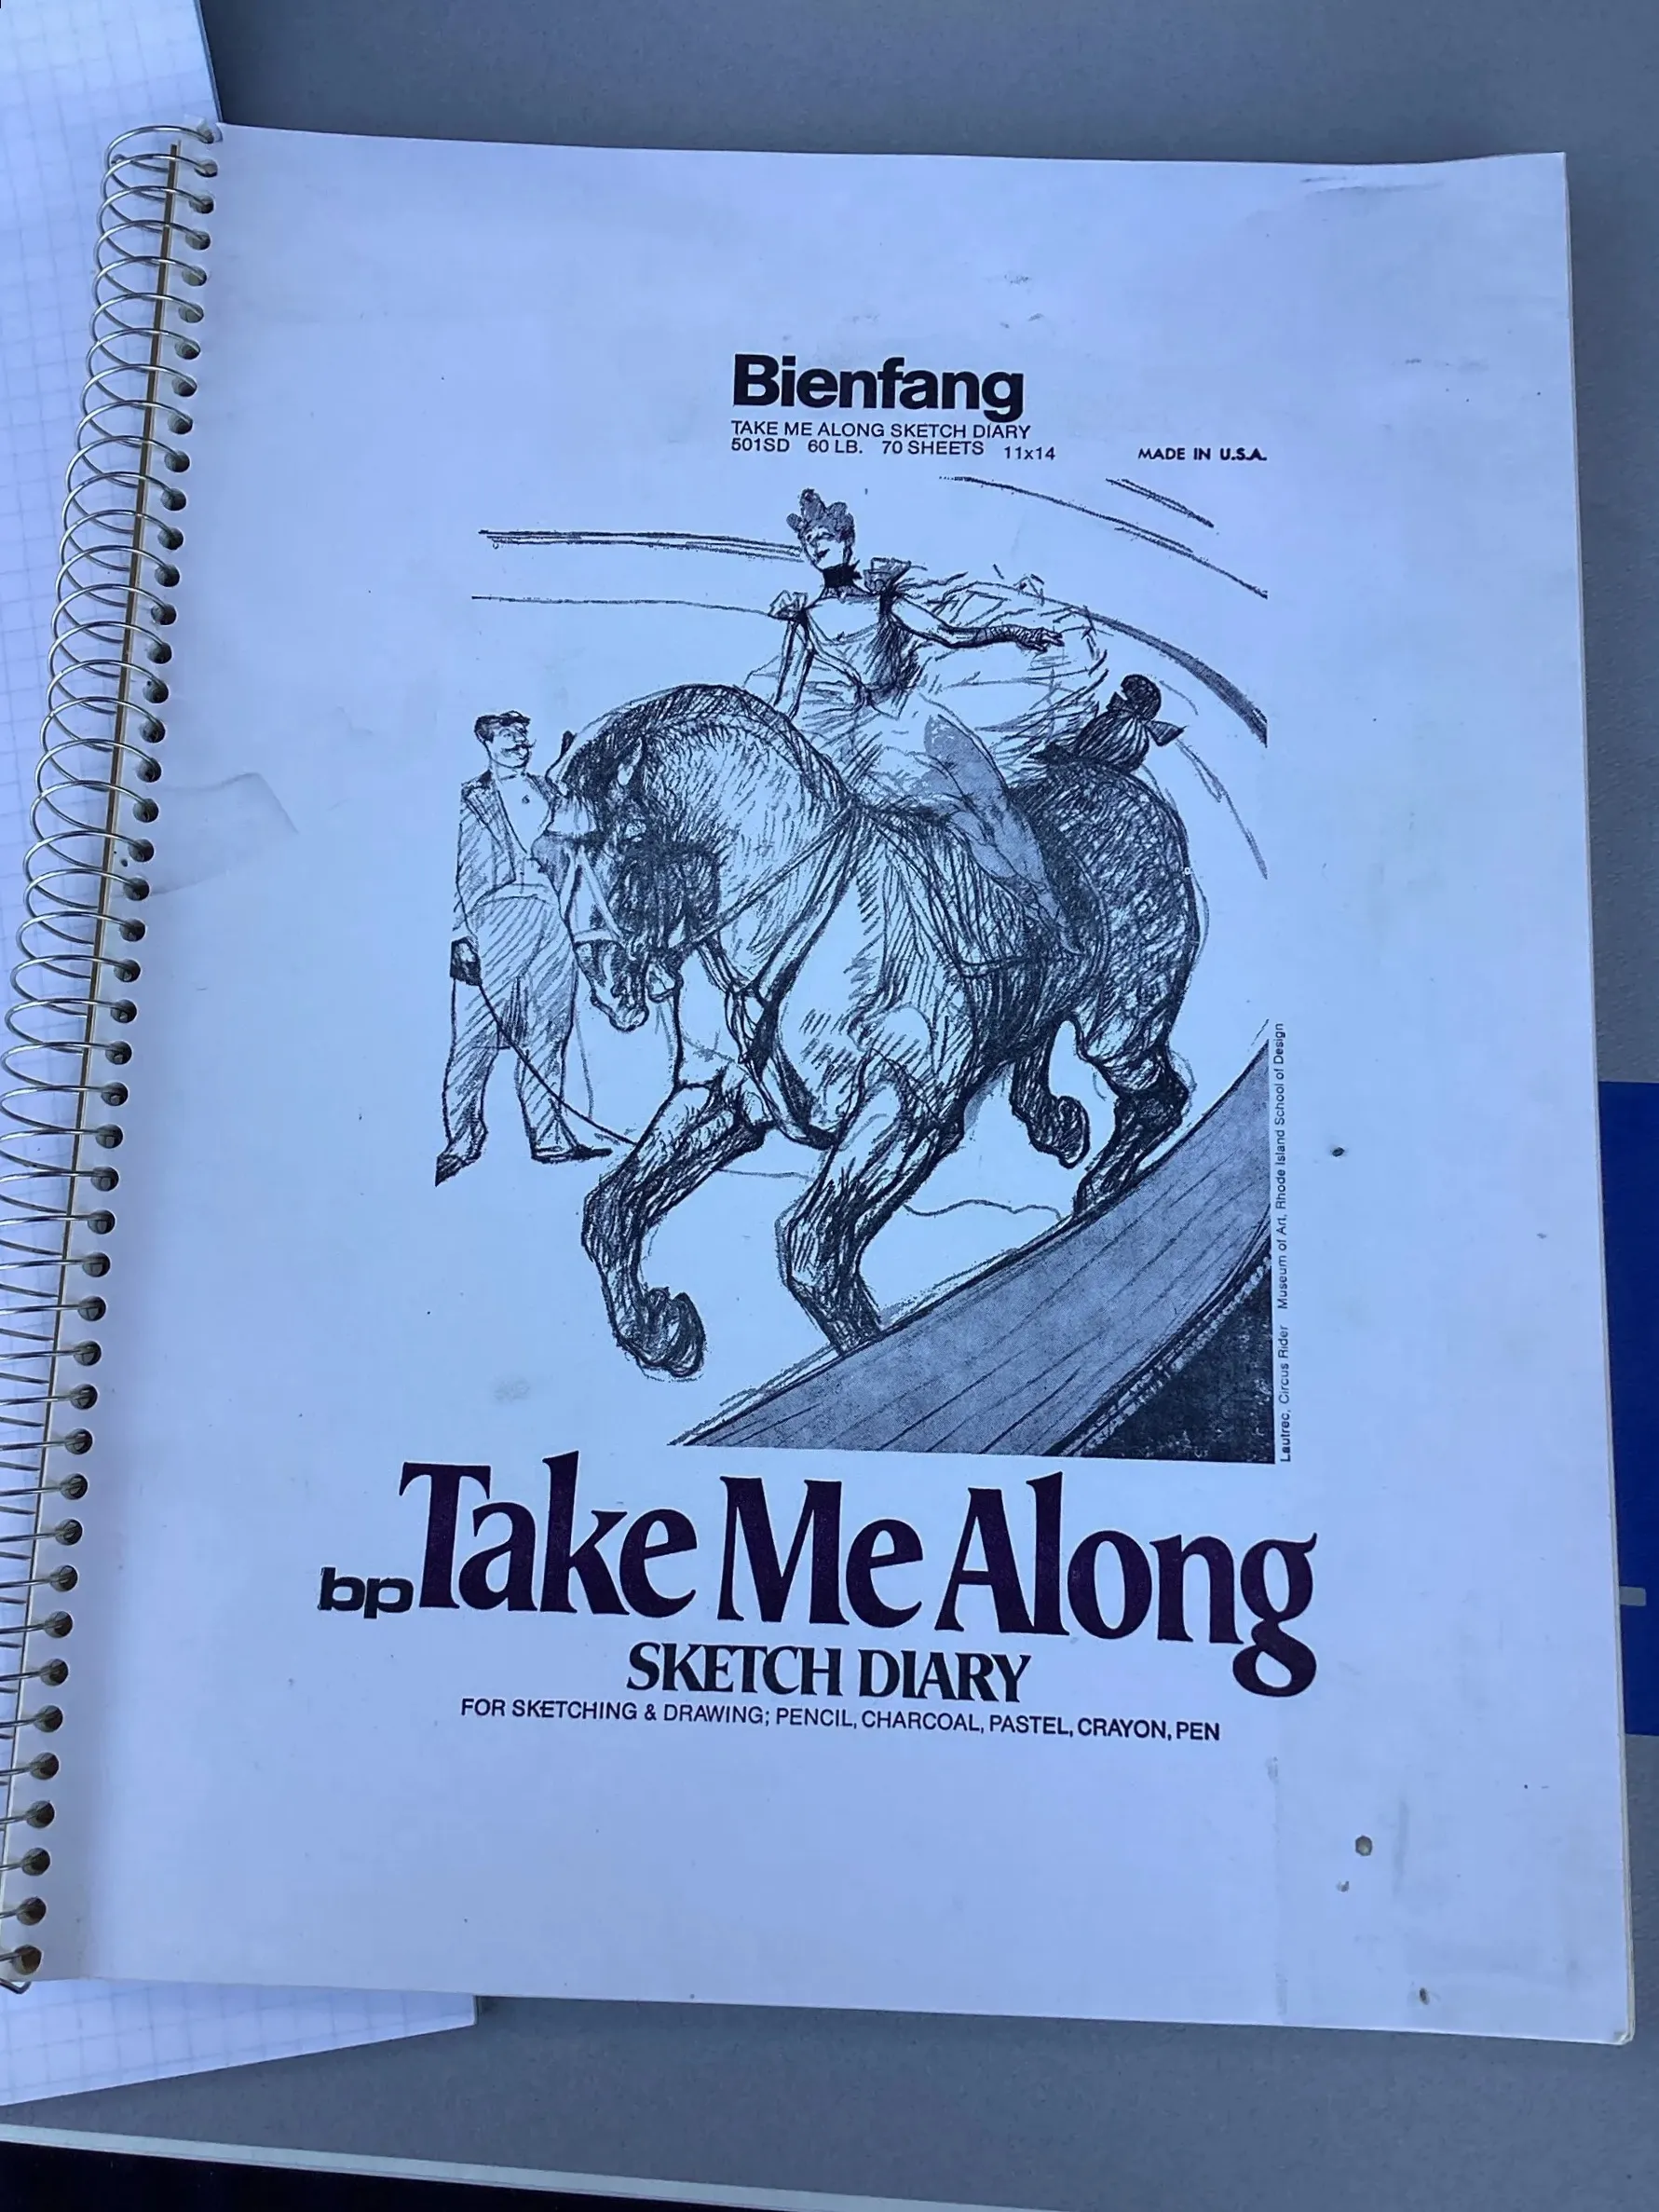 Bienfang
TAKE ME ALONG SKETCH DIARY
501SD 60 LB. 70 SHEETS 11x14
MADE IN U.S.A.
Lautrec, Circus Rider Museum of Art, Rhode Island School of Design
bp Take Me Along
SKETCH DIARY
FOR SKETCHING & DRAWING; PENCIL, CHARCOAL, PASTEL, CRAYON, PEN